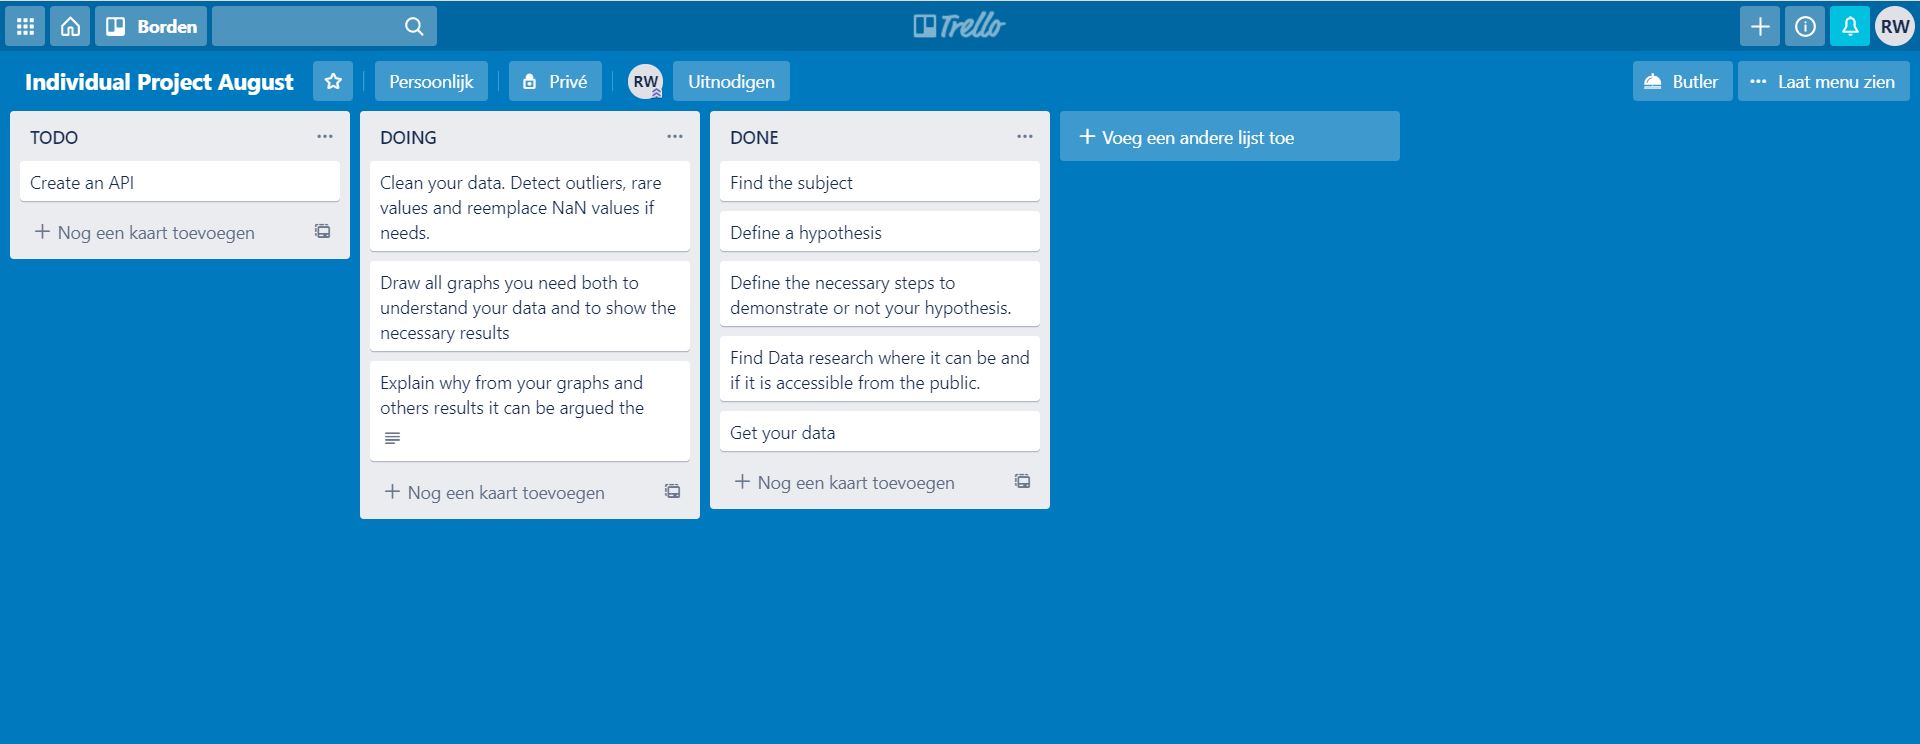 Borden
Trello
RW
Individual Project August
Persoonlijk
Privé
RW
Uitnodigen
Butler
Laat menu zien
TODO
Create an API
Nog een kaart toevoegen
DOING
Clean your data. Detect outliers, rare
values and reemplace NaN values if
needs.
Draw all graphs you need both to
understand your data and to show the
necessary results
Explain why from your graphs and
others results it can be argued the
Nog een kaart toevoegen
DONE
Find the subject
Define a hypothesis
Define the necessary steps to
demonstrate or not your hypothesis.
Find Data research where it can be and
if it is accessible from the public.
Get your data
Nog een kaart toevoegen
Voeg een andere lijst toe